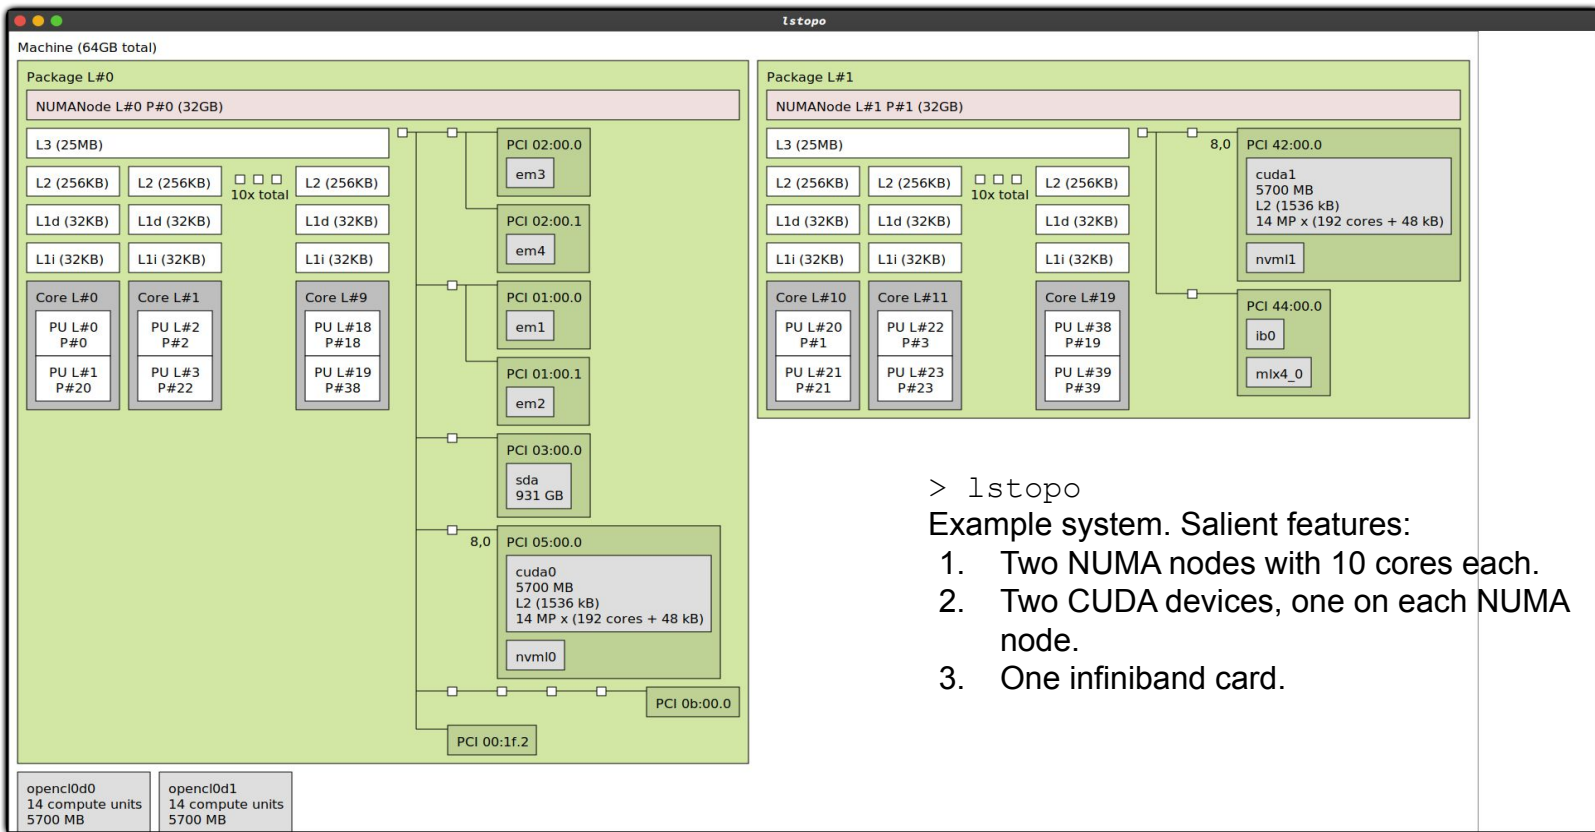 lstopo
Machine (64GB total)
Package L#0
NUMANode L#0 P#0 (32GB)
L3 (25MB)
L2 (256KB) L2 (256KB) 10x total L2 (256KB)
L1d (32KB) L1d (32KB) L1d (32KB)
L1i (32KB) L1i (32KB) L1i (32KB)
Core L#0 Core L#1 Core L#9
PU L#0 PU L#2 PU L#18
P#0 P#2 P#18
PU L#1 PU L#3 PU L#19
P#20 P#22 P#38
PCI 02:00.0
em3
PCI 02:00.1
em4
PCI 01:00.0
em1
PCI 01:00.1
em2
PCI 03:00.0
sda
931 GB
8,0 PCI 05:00.0
cuda0
5700 MB
L2 (1536 kB)
14 MP x (192 cores + 48 kB)
nvml0
PCI 0b:00.0
PCI 00:1f.2
Package L#1
NUMANode L#1 P#1 (32GB)
L3 (25MB)
L2 (256KB) L2 (256KB) 10x total L2 (256KB)
L1d (32KB) L1d (32KB) L1d (32KB)
L1i (32KB) L1i (32KB) L1i (32KB)
Core L#10 Core L#11 Core L#19
PU L#20 PU L#22 PU L#38
P#1 P#3 P#19
PU L#21 PU L#23 PU L#39
P#21 P#23 P#39
8,0 PCI 42:00.0
cuda1
5700 MB
L2 (1536 kB)
14 MP x (192 cores + 48 kB)
nvml1
PCI 44:00.0
ib0
mlx4_0
> lstopo
Example system. Salient features:
1. Two NUMA nodes with 10 cores each.
2. Two CUDA devices, one on each NUMA
node.
3. One infiniband card.
opencl0d0
14 compute units
5700 MB
opencl0d1
14 compute units
5700 MB